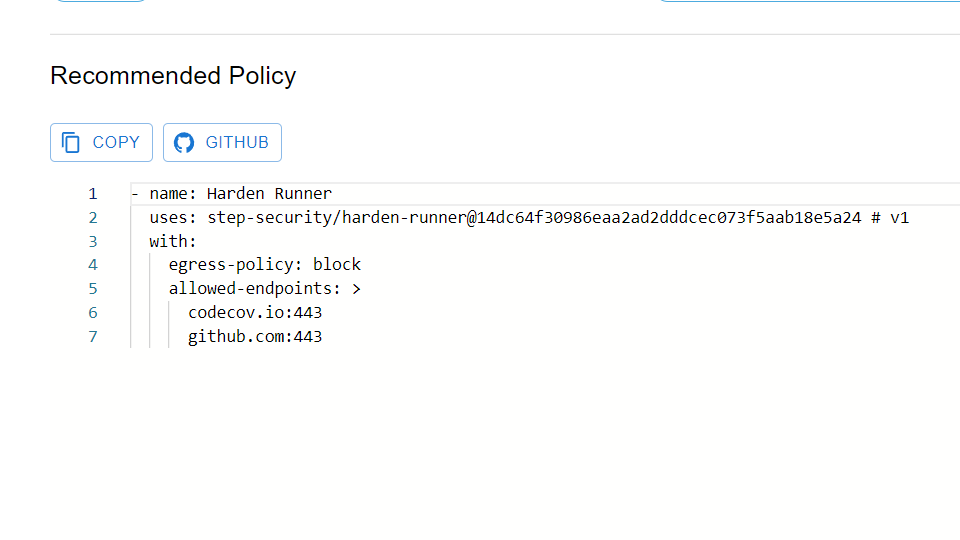 Recommended Policy
COPY GITHUB
1 - name: Harden Runner
2 uses: step-security/harden-runner@14dc64f30986eaa2ad2dddcec073f5aab18e5a24 # v1
3 with:
4 egress-policy: block
5 allowed-endpoints: >
6 codecov.io:443
7 github.com:443